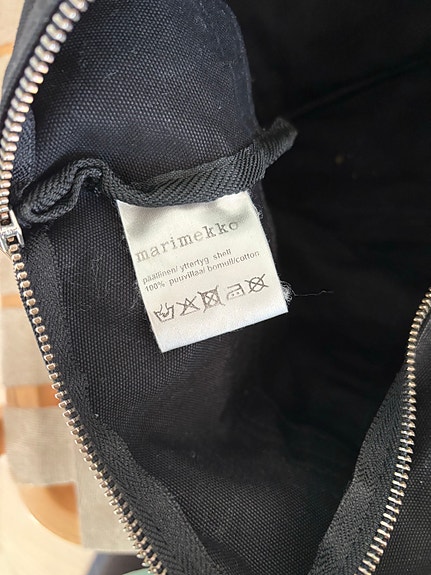 marimekko
päällinen/ yttertyg shell
100% puuvillaa/ bomull/cotton